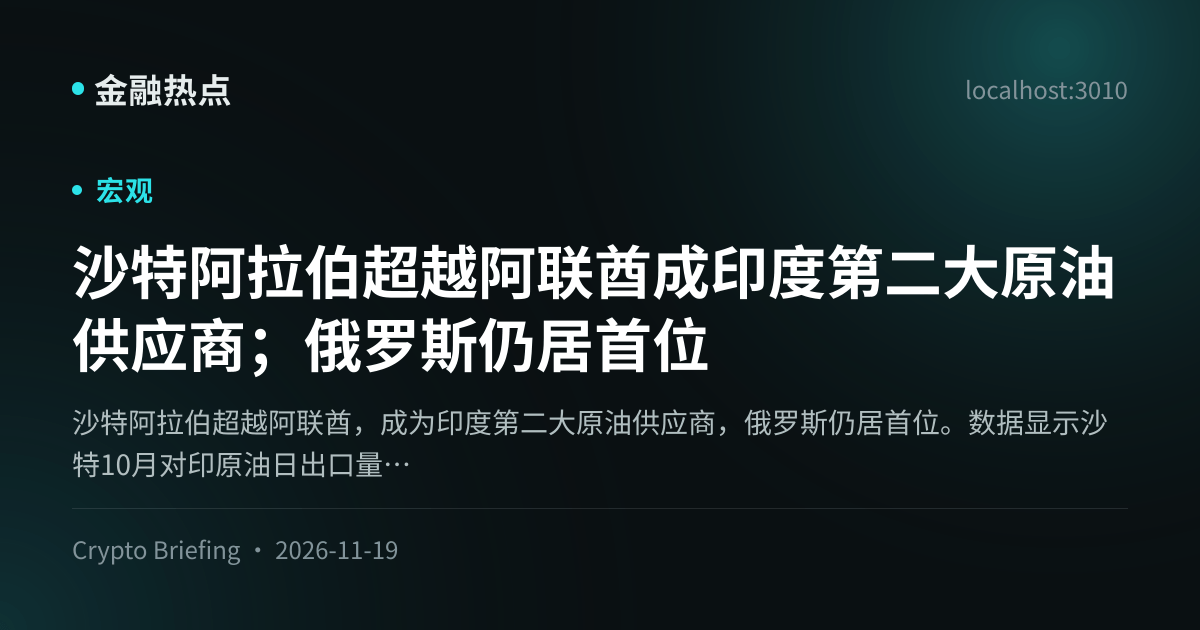 金融热点
localhost:3010
宏观
沙特阿拉伯超越阿联酋成印度第二大原油
供应商；俄罗斯仍居首位
沙特阿拉伯超越阿联酋，成为印度第二大原油供应商，俄罗斯仍居首位。数据显示沙
特10月对印原油日出口量…
Crypto Briefing • 2026-11-19